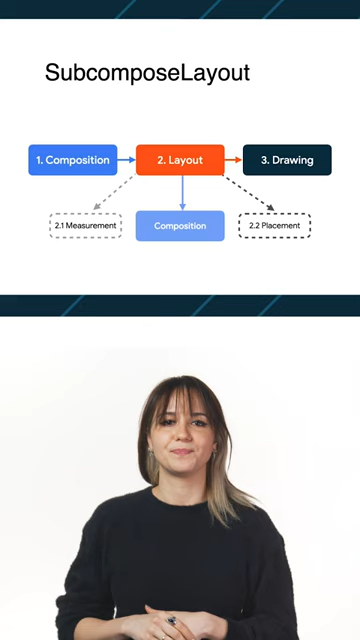 SubcomposeLayout
1. Composition
2. Layout
3. Drawing
2.1 Measurement
Composition
2.2 Placement